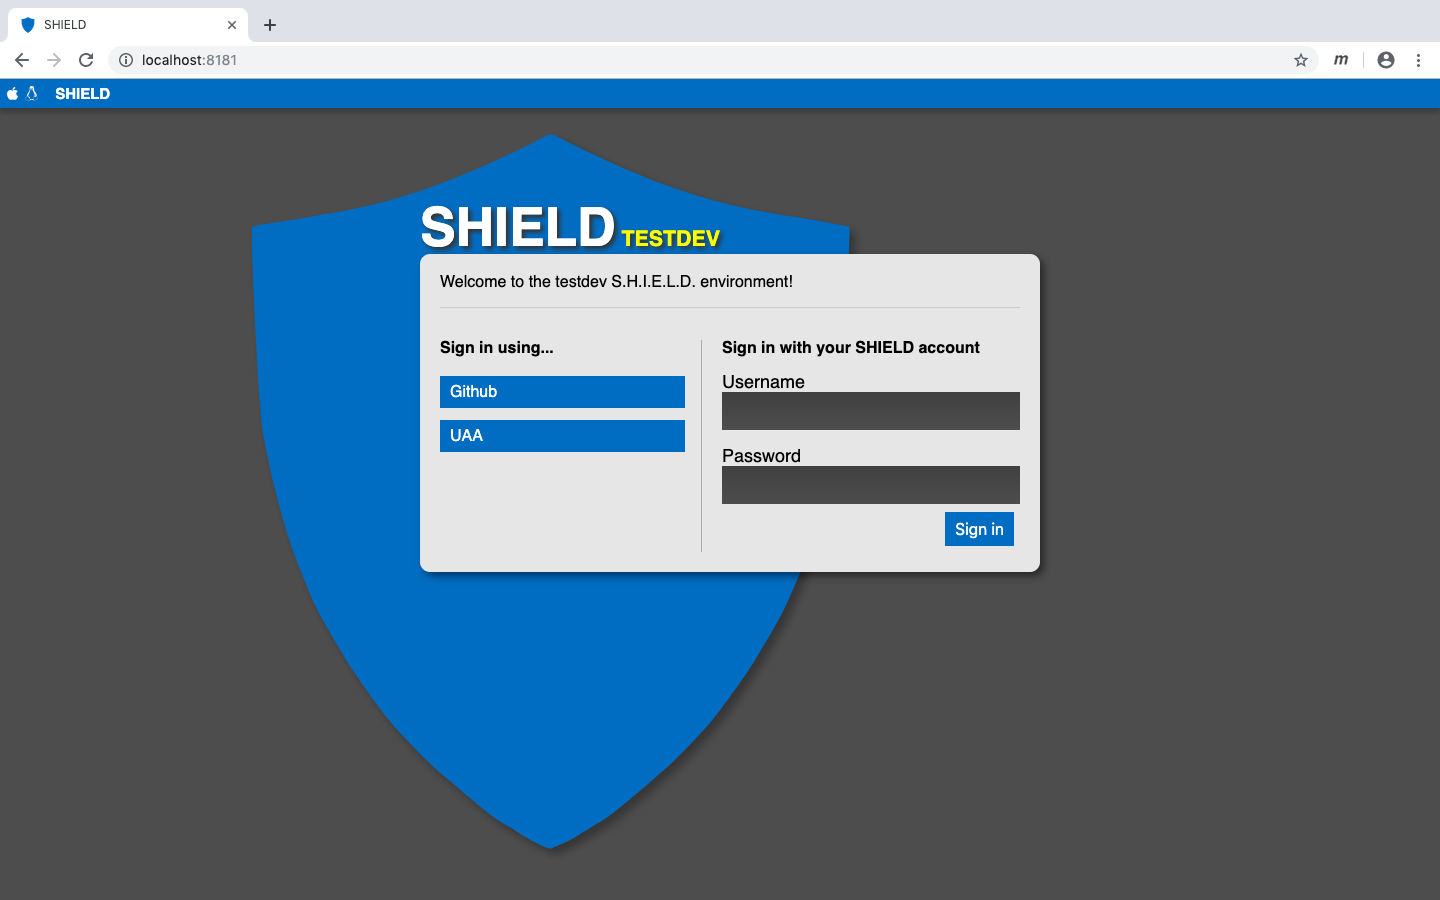 SHIELD
localhost:8181
m
SHIELD
SHIELD TESTDEV
Welcome to the testdev S.H.I.E.L.D. environment!
Sign in using...
Github
UAA
Sign in with your SHIELD account
Username
Password
Sign in